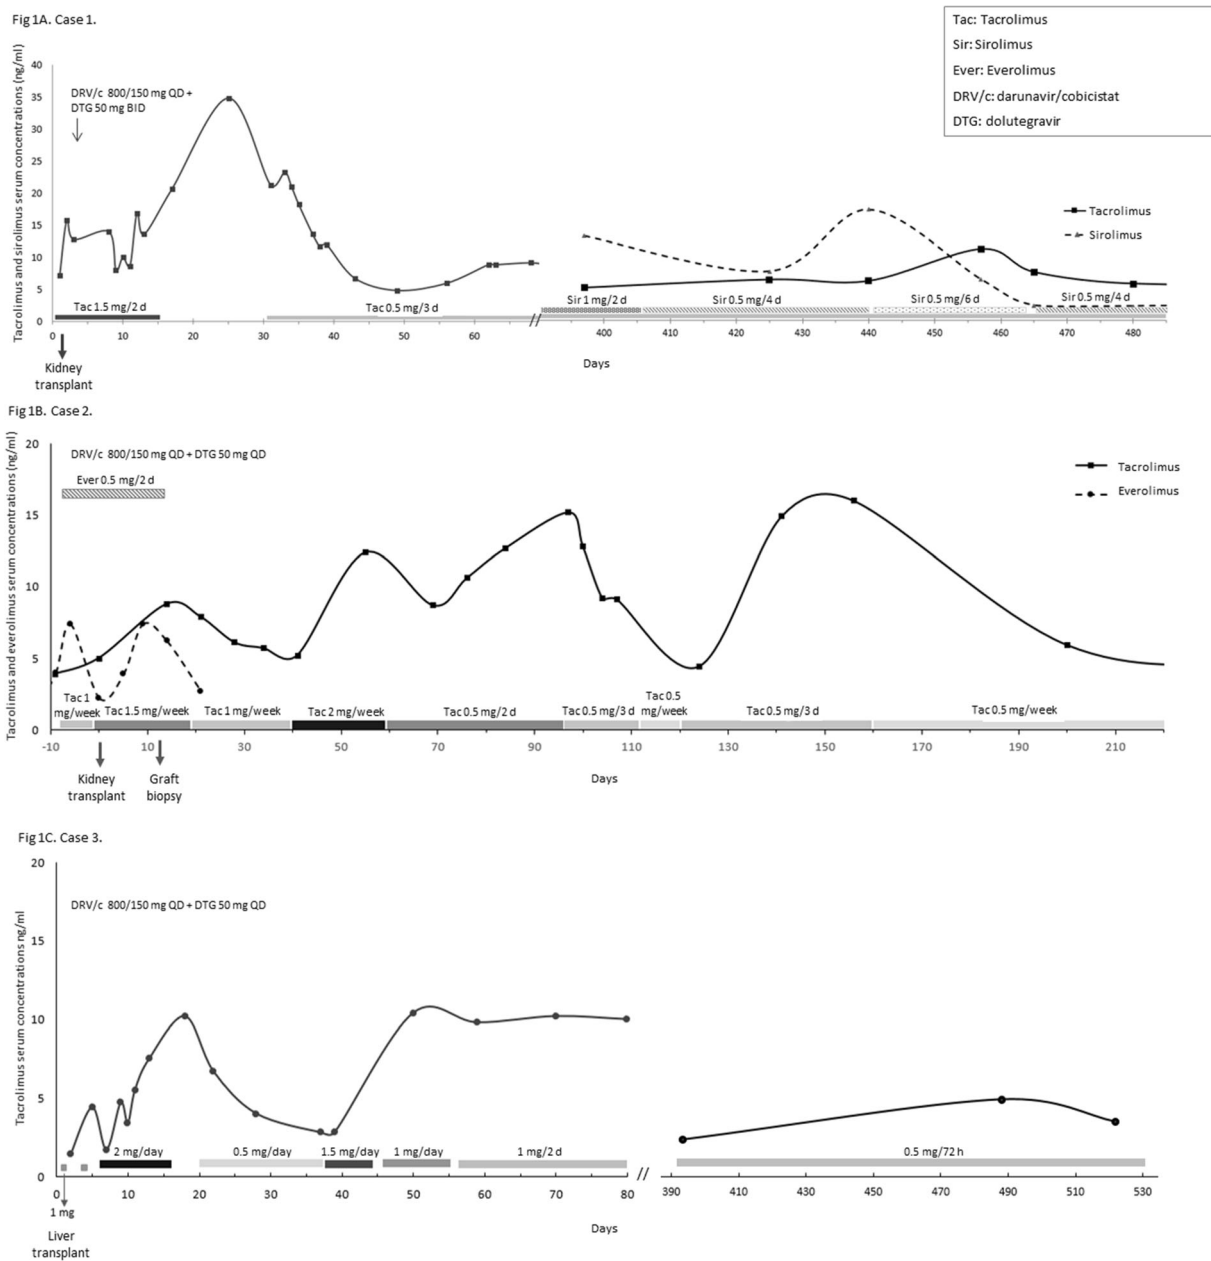 Fig 1A. Case 1.
Tac: Tacrolimus
Sir: Sirolimus
Ever: Everolimus
DRV/c: darunavir/cobicistat
DTG: dolutegravir
Tacrolimus and sirolimus serum concentrations (ng/ml)
40
35
30
25
20
15
10
5
0
DRV/c 800/150 mg QD +
DTG 50 mg BID
Tacrolimus
Sirolimus
Tac 1.5 mg/2 d
Tac 0.5 mg/3 d
Sir 1 mg/2 d
Sir 0.5 mg/4 d
Sir 0.5 mg/6 d
Sir 0.5 mg/4 d
0 10 20 30 40 50 60 // 400 410 420 430 440 450 460 470 480
Days
Kidney
transplant
Fig 1B. Case 2.
Tacrolimus and everolimus serum concentrations (ng/ml)
20
15
10
5
0
DRV/c 800/150 mg QD + DTG 50 mg QD
Ever 0.5 mg/2 d
Tacrolimus
Everolimus
Tac 1
mg/week
Tac 1.5 mg/week
Tac 1 mg/week
Tac 2 mg/week
Tac 0.5 mg/2 d
Tac 0.5 mg/3 d
Tac 0.5
mg/week
Tac 0.5 mg/3 d
Tac 0.5 mg/week
-10 10 30 50 70 90 110 130 150 170 190 210
Days
Kidney
transplant
Graft
biopsy
Fig 1C. Case 3.
Tacrolimus serum concentrations ng/ml
20
15
10
5
0
DRV/c 800/150 mg QD + DTG 50 mg QD
2 mg/day
0.5 mg/day
1.5 mg/day
1 mg/day
1 mg/2 d
0.5 mg/72 h
0 10 20 30 40 50 60 70 80 // 390 410 430 450 470 490 510 530
1 mg
Days
Liver
transplant